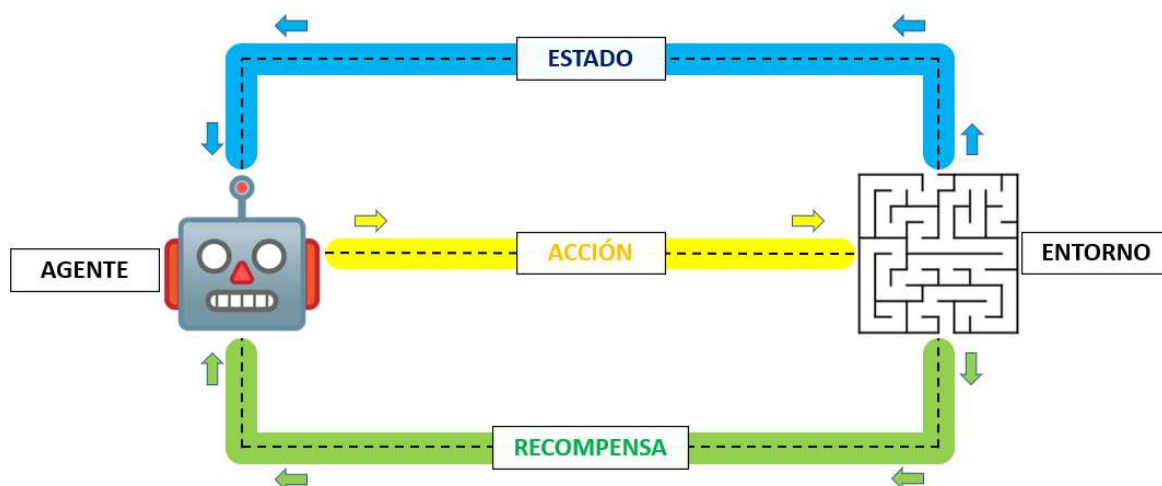 ESTADO
AGENTE
ACCIÓN
ENTORNO
RECOMPENSA